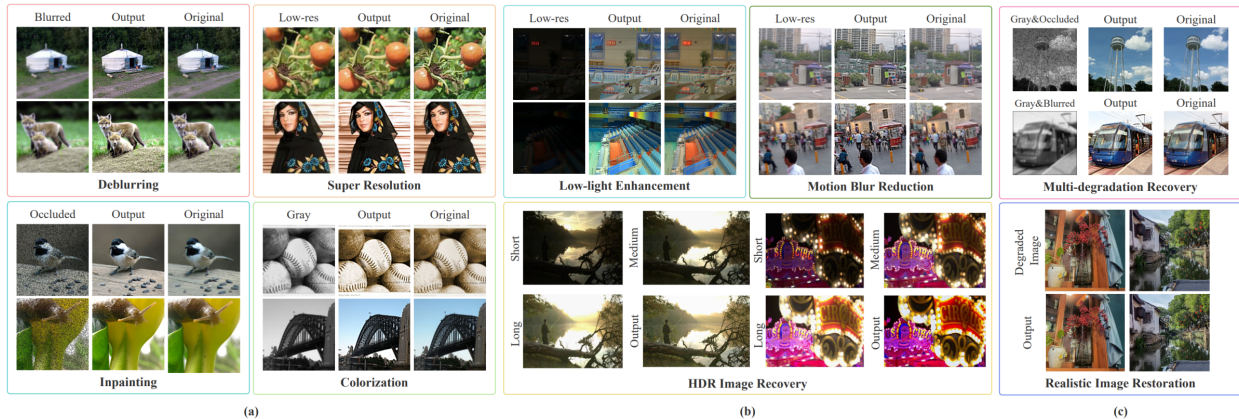 Blurred Output Original
Deblurring
Low-res Output Original
Super Resolution
Low-res Output Original
Low-light Enhancement
Low-res Output Original
Motion Blur Reduction
Gray&Occluded Output Original
Gray&Blurred Output Original
Multi-degradation Recovery
Occluded Output Original
Inpainting
Gray Output Original
Colorization
Short Medium Short Medium
Long Output Long Output
HDR Image Recovery
Degraded
Image
Output
Realistic Image Restoration
(a) (b) (c)